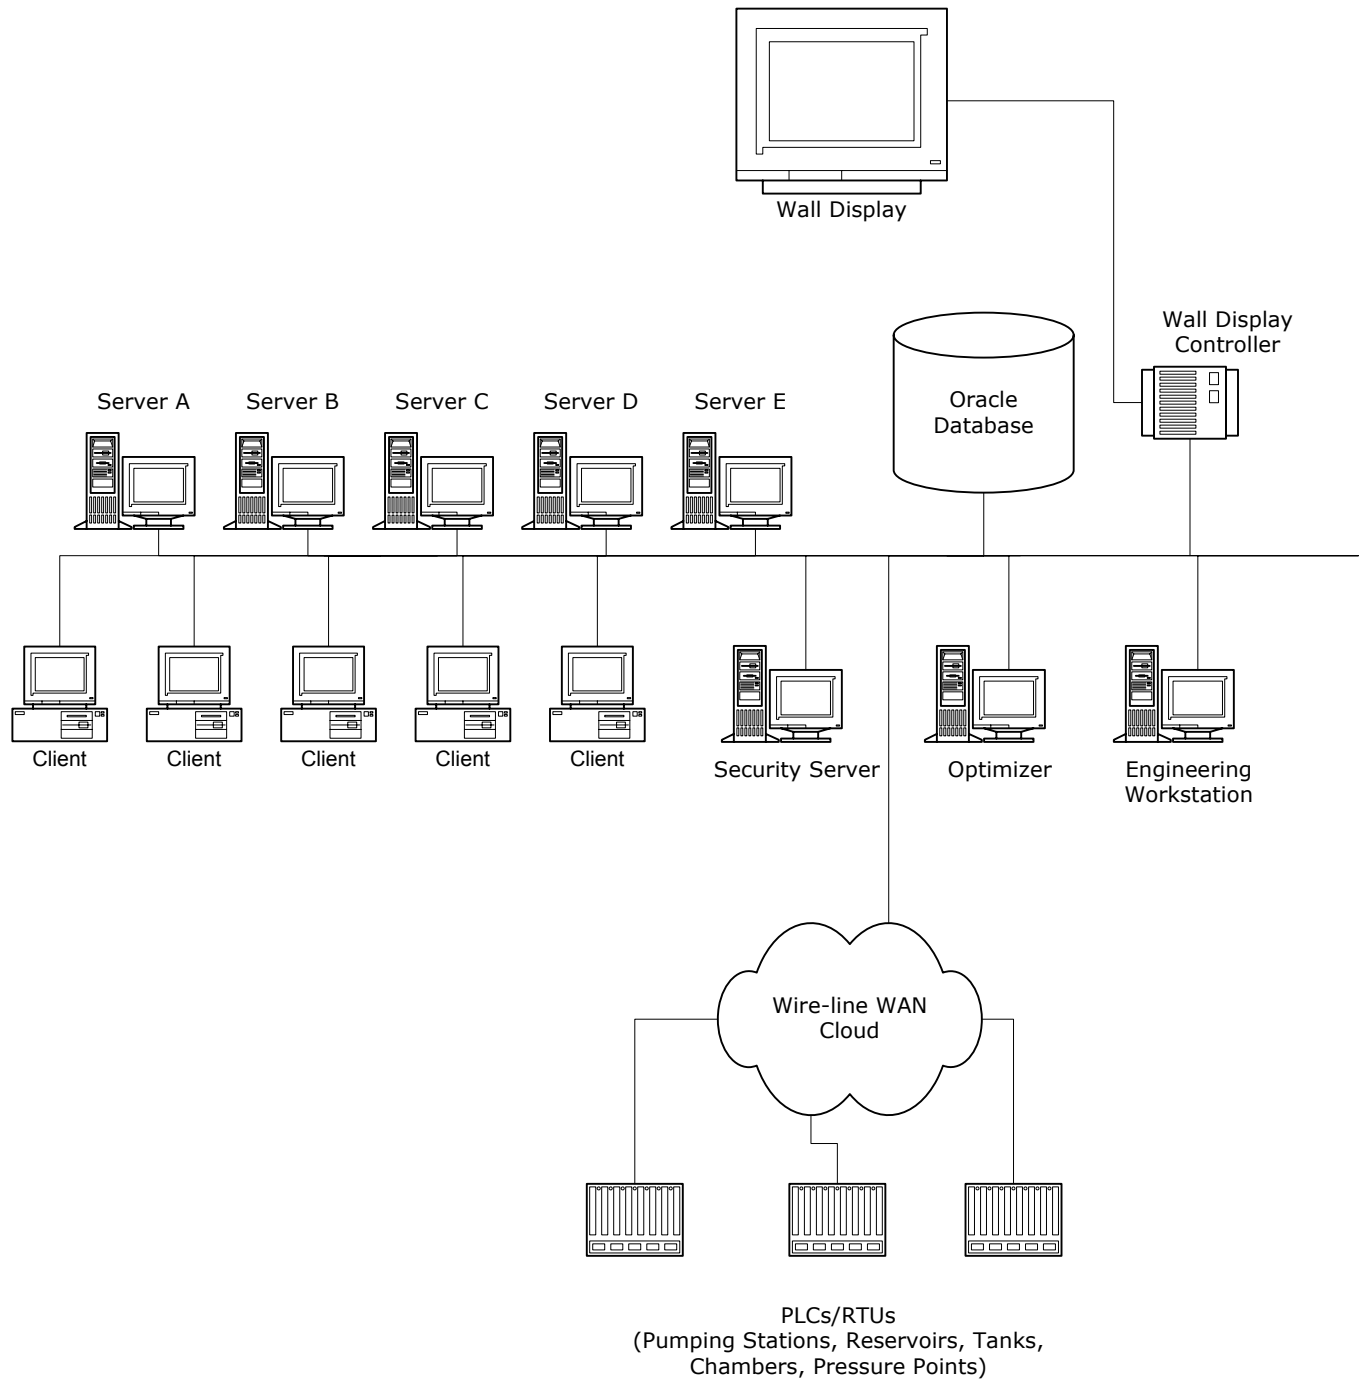 Wall Display
Wall Display
Controller
Oracle
Database
Server A
Server B
Server C
Server D
Server E
Client
Client
Client
Client
Client
Security Server
Optimizer
Engineering
Workstation
Wire-line WAN
Cloud
PLCs/RTUs
(Pumping Stations, Reservoirs, Tanks,
Chambers, Pressure Points)